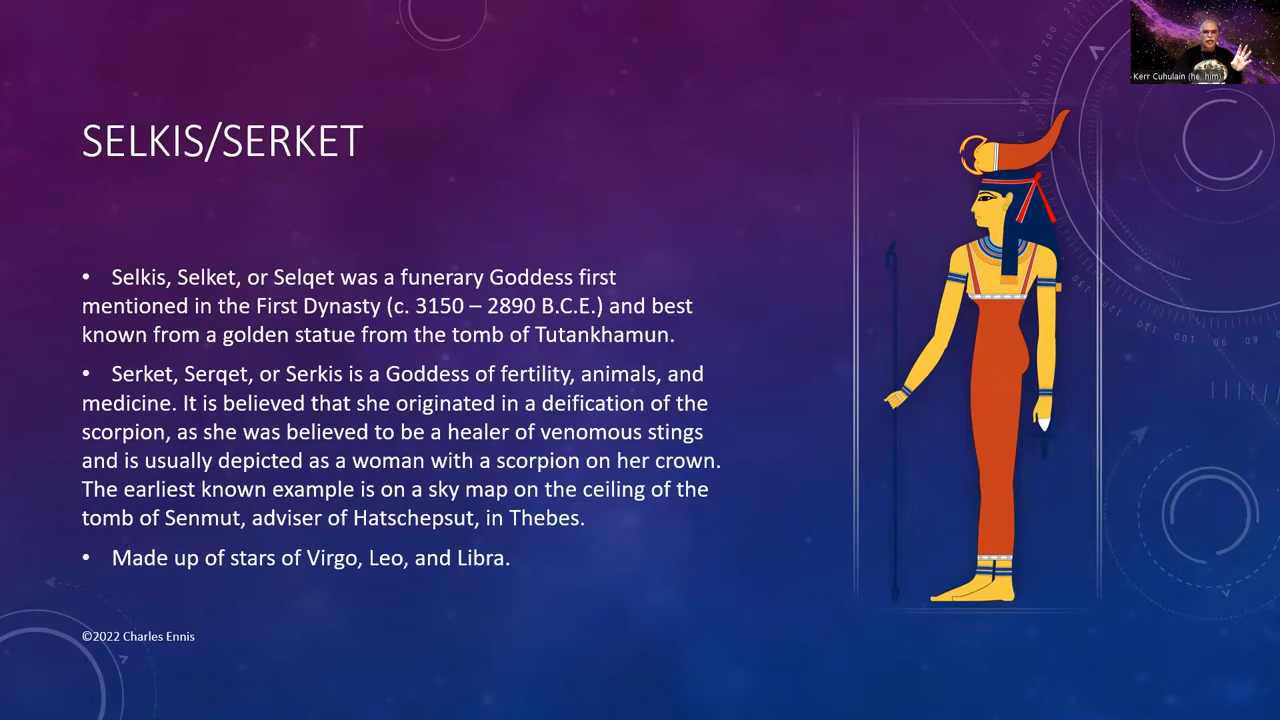 Kerr Cuhulain (he, him)
SELKIS/SERKET
• Selkis, Selket, or Selqet was a funerary Goddess first
mentioned in the First Dynasty (c. 3150 – 2890 B.C.E.) and best
known from a golden statue from the tomb of Tutankhamun.
• Serket, Serqet, or Serkis is a Goddess of fertility, animals, and
medicine. It is believed that she originated in a deification of the
scorpion, as she was believed to be a healer of venomous stings
and is usually depicted as a woman with a scorpion on her crown.
The earliest known example is on a sky map on the ceiling of the
tomb of Senmut, adviser of Hatschepsut, in Thebes.
• Made up of stars of Virgo, Leo, and Libra.
©2022 Charles Ennis